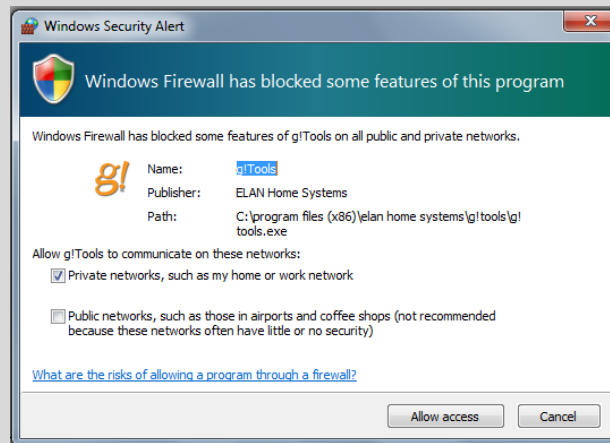 Windows Security Alert
Windows Firewall has blocked some features of this program
Windows Firewall has blocked some features of g!Tools on all public and private networks.
g!
Name: g!Tools
Publisher: ELAN Home Systems
Path: C:\program files (x86)\elan home systems\g!tools\g!
tools.exe
Allow g!Tools to communicate on these networks:
Private networks, such as my home or work network
Public networks, such as those in airports and coffee shops (not recommended
because these networks often have little or no security)
What are the risks of allowing a program through a firewall?
Allow access Cancel